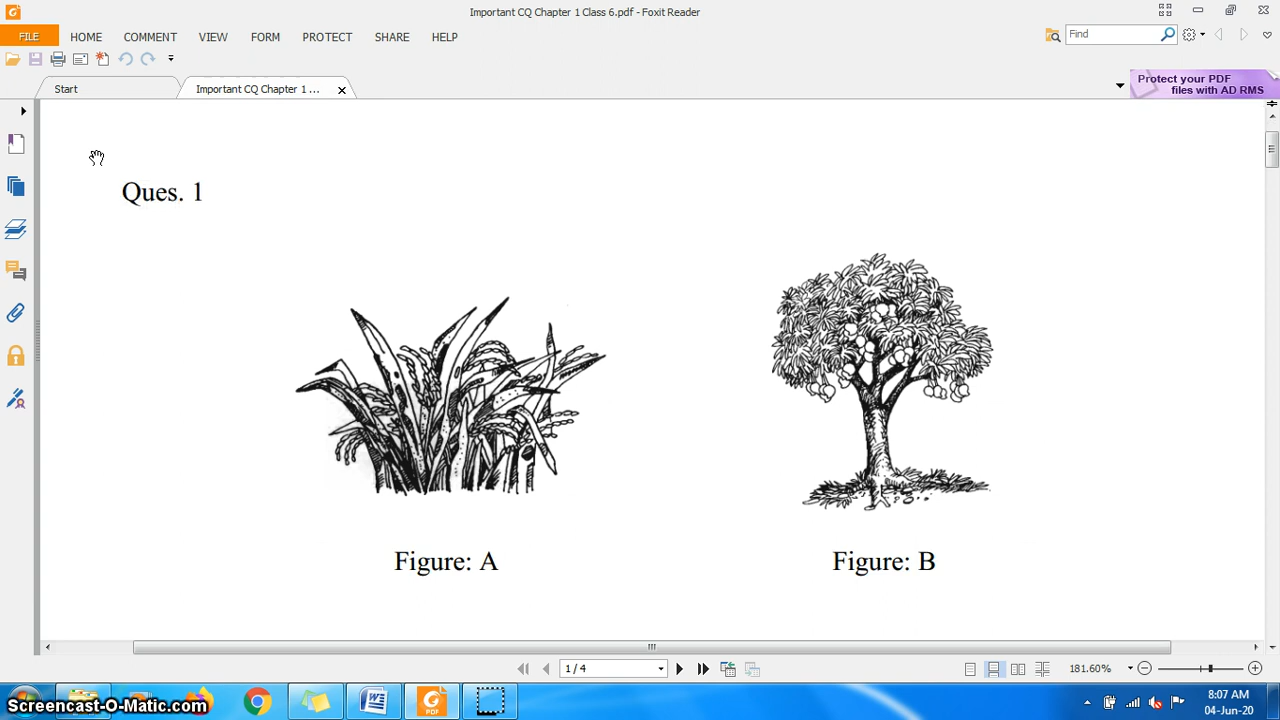 Important CQ Chapter 1 Class 6.pdf - Foxit Reader
FILE HOME COMMENT VIEW FORM PROTECT SHARE HELP
Find
Start
Important CQ Chapter 1 ...
Protect your PDF
files with AD RMS
Ques. 1
Figure: A
Figure: B
1 / 4
181.60%
PDF
8:07 AM
04-Jun-20
Screencast-O-Matic.com